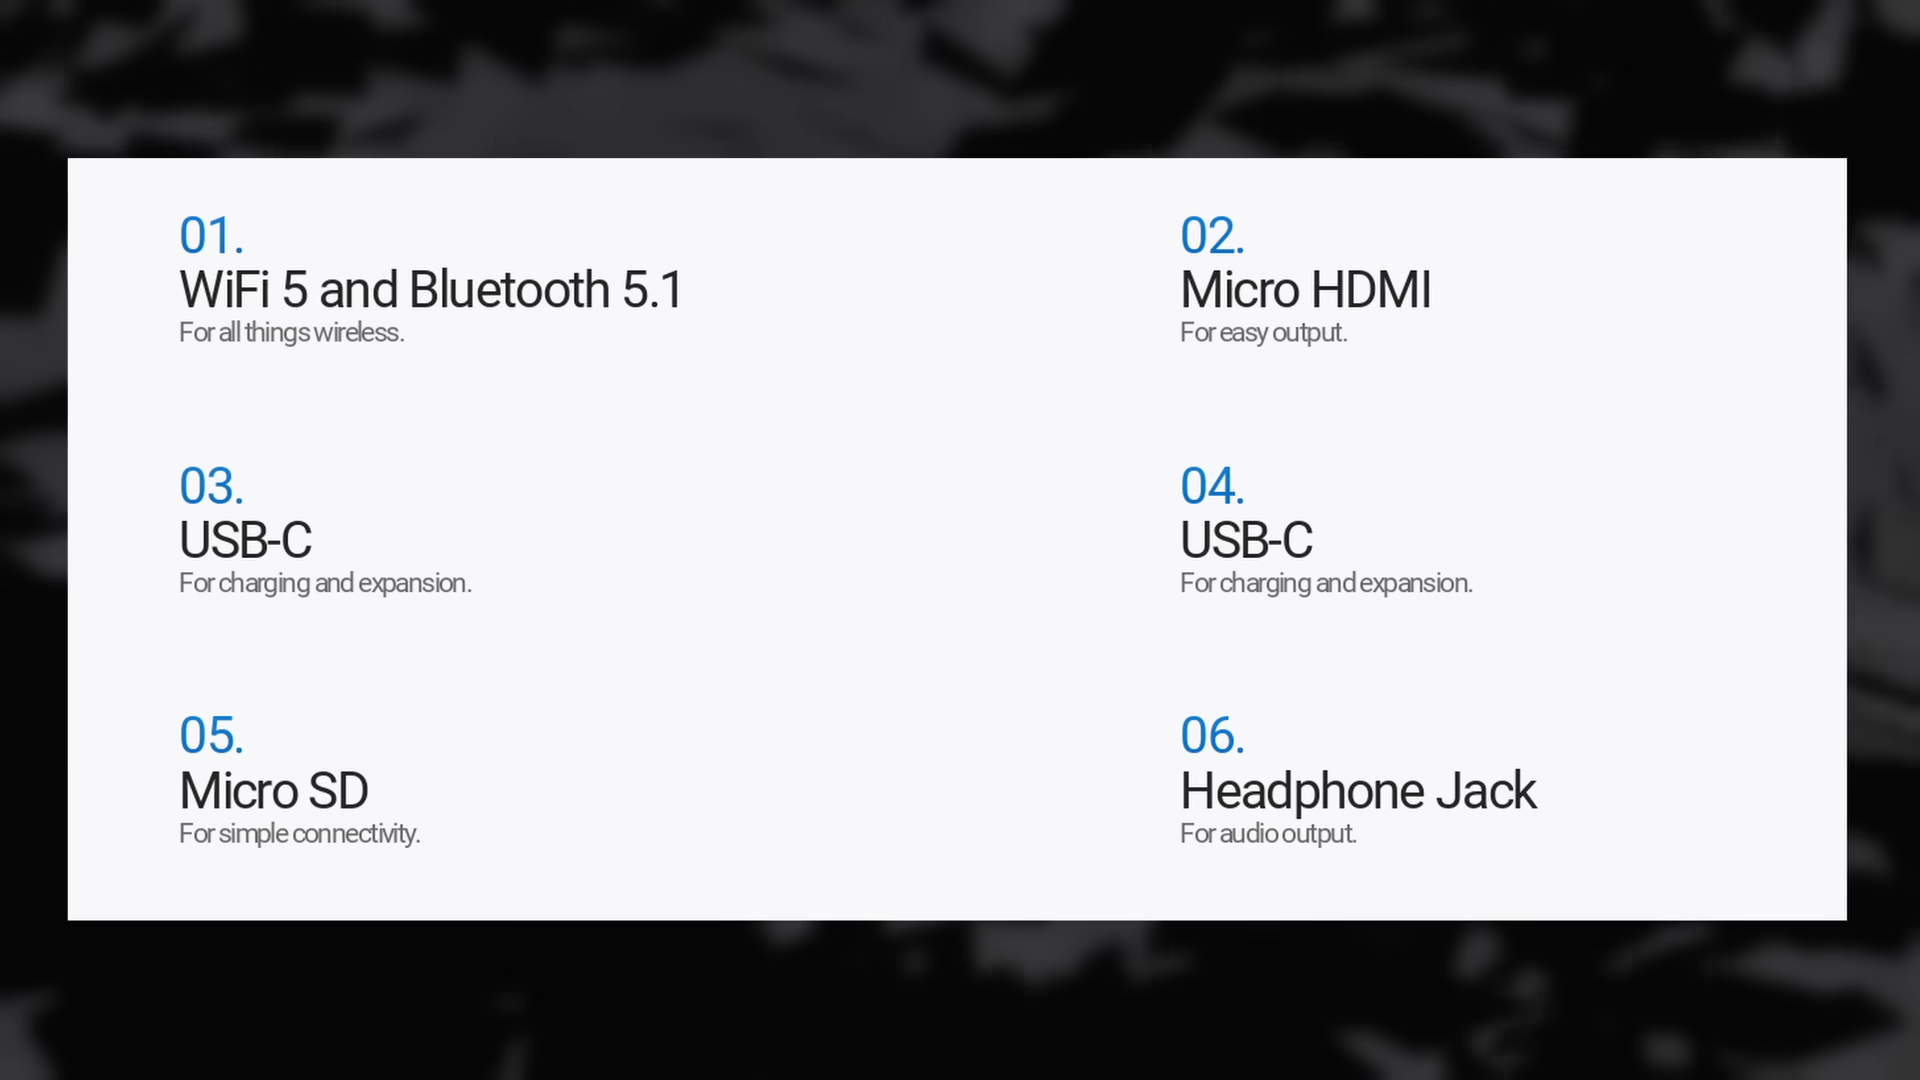 01.
WiFi 5 and Bluetooth 5.1
For all things wireless.
02.
Micro HDMI
For easy output.
03.
USB-C
For charging and expansion.
04.
USB-C
For charging and expansion.
05.
Micro SD
For simple connectivity.
06.
Headphone Jack
For audio output.